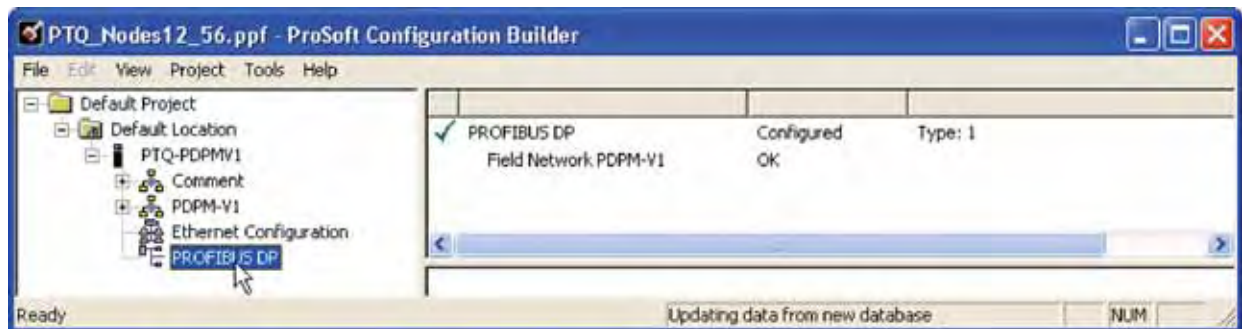 PTQ_Nodes12_56.ppf - ProSoft Configuration Builder
File Edit View Project Tools Help
Default Project
Default Location
PTQ-PDPMV1
Comment
PDPM-V1
Ethernet Configuration
PROFIBUS DP
PROFIBUS DP Configured Type: 1
Field Network PDPM-V1 OK
Ready Updating data from new database NUM